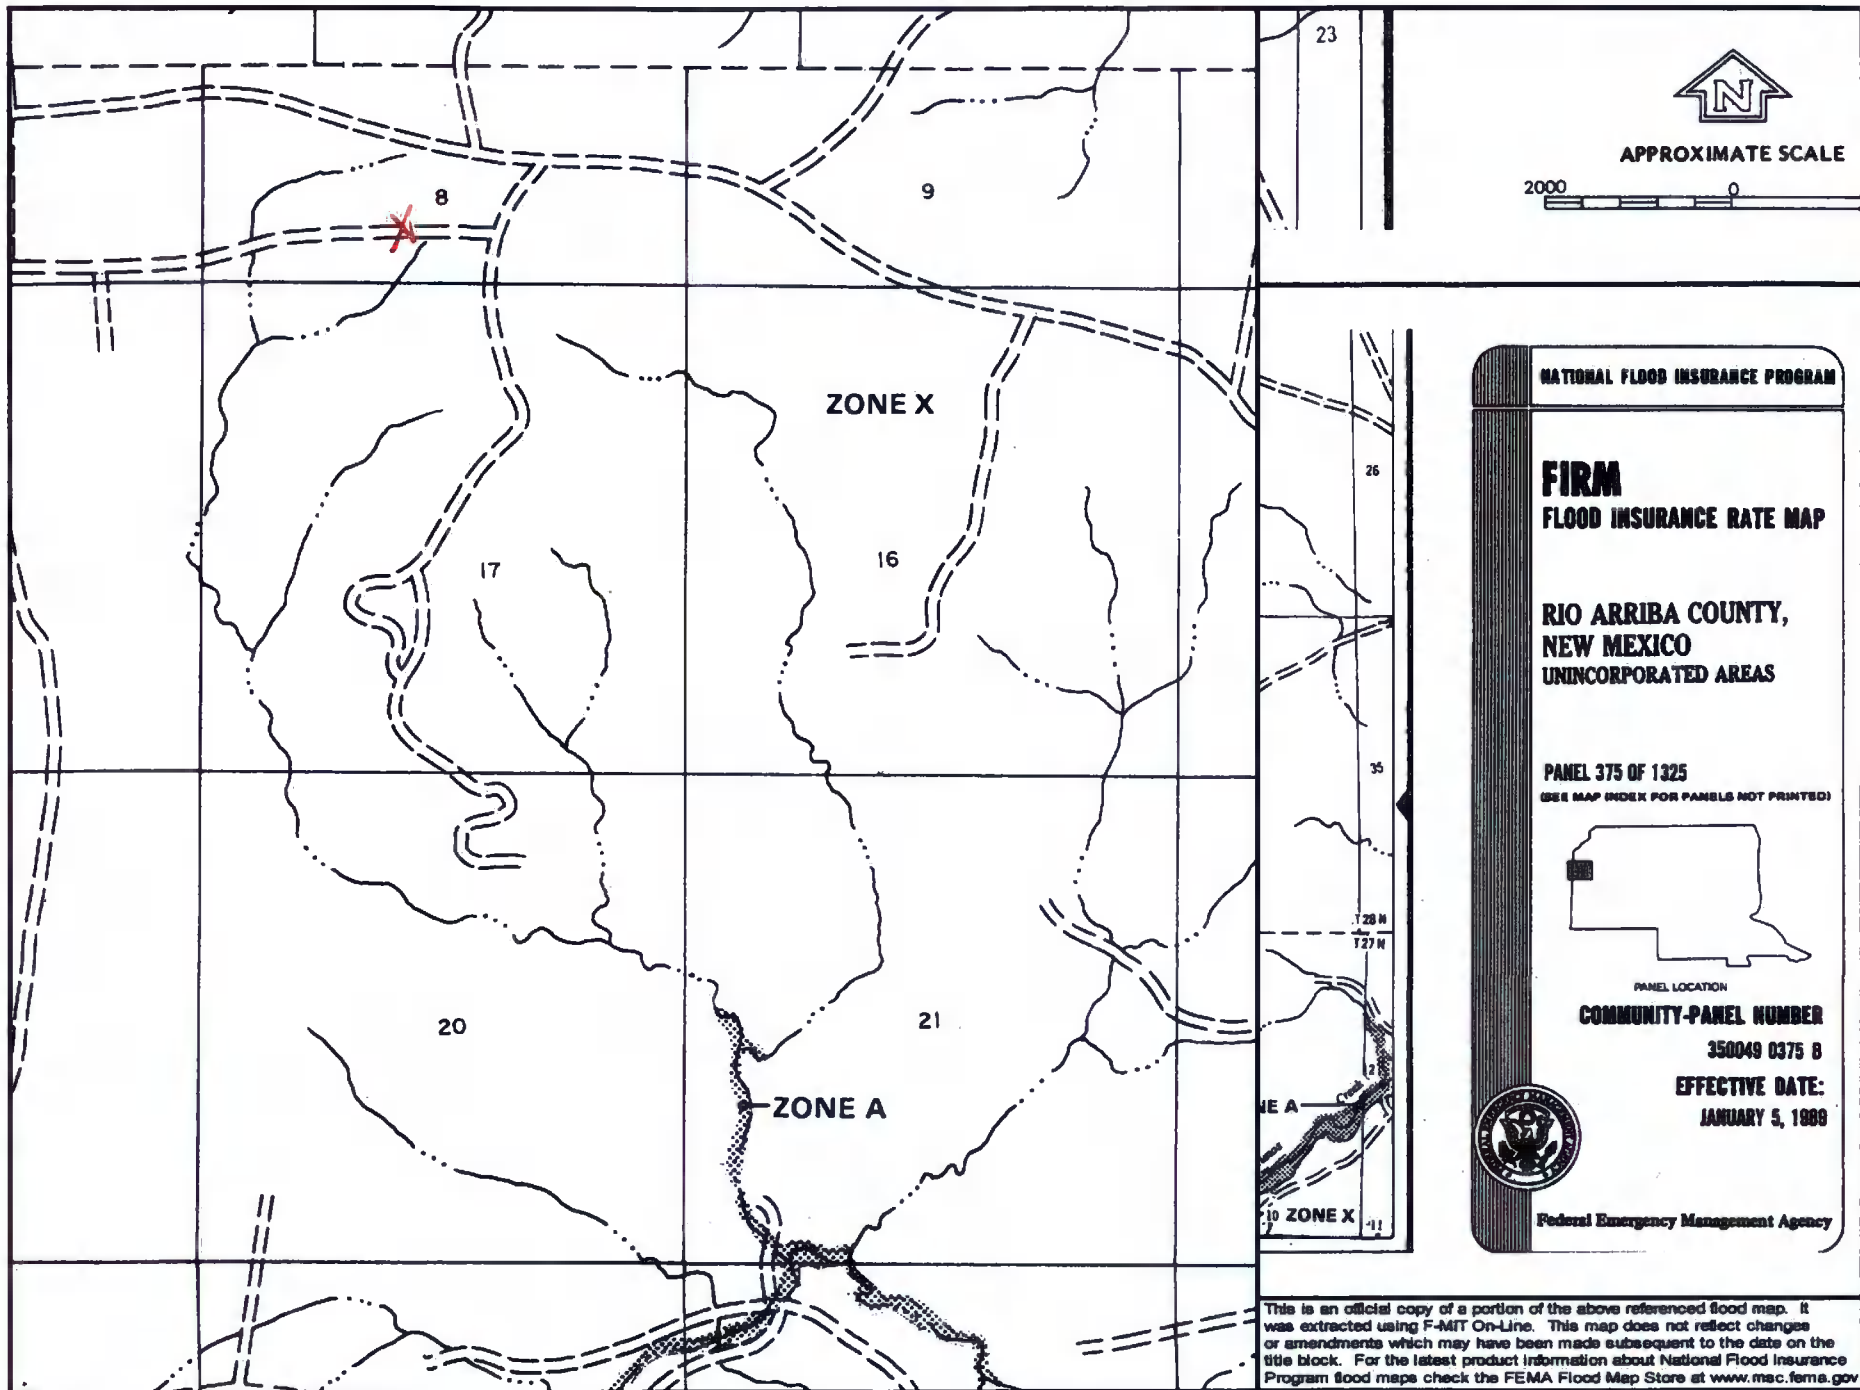 23
N
APPROXIMATE SCALE
2000 0
8
9
NATIONAL FLOOD INSURANCE PROGRAM
ZONE X
FIRM
FLOOD INSURANCE RATE MAP
26
17
16
RIO ARRIBA COUNTY,
NEW MEXICO
UNINCORPORATED AREAS
35
PANEL 375 OF 1325
(SEE MAP INDEX FOR PANELS NOT PRINTED)
T 28 N
T 27 N
PANEL LOCATION
20
21
COMMUNITY-PANEL NUMBER
350049 0375 B
EFFECTIVE DATE:
JANUARY 5, 1989
2
ZONE A
NE A
Creek
10 ZONE X 11
Federal Emergency Management Agency
This is an official copy of a portion of the above referenced flood map. It
was extracted using F-MIT On-Line. This map does not reflect changes
or amendments which may have been made subsequent to the date on the
title block. For the latest product information about National Flood Insurance
Program flood maps check the FEMA Flood Map Store at www.msc.fema.gov